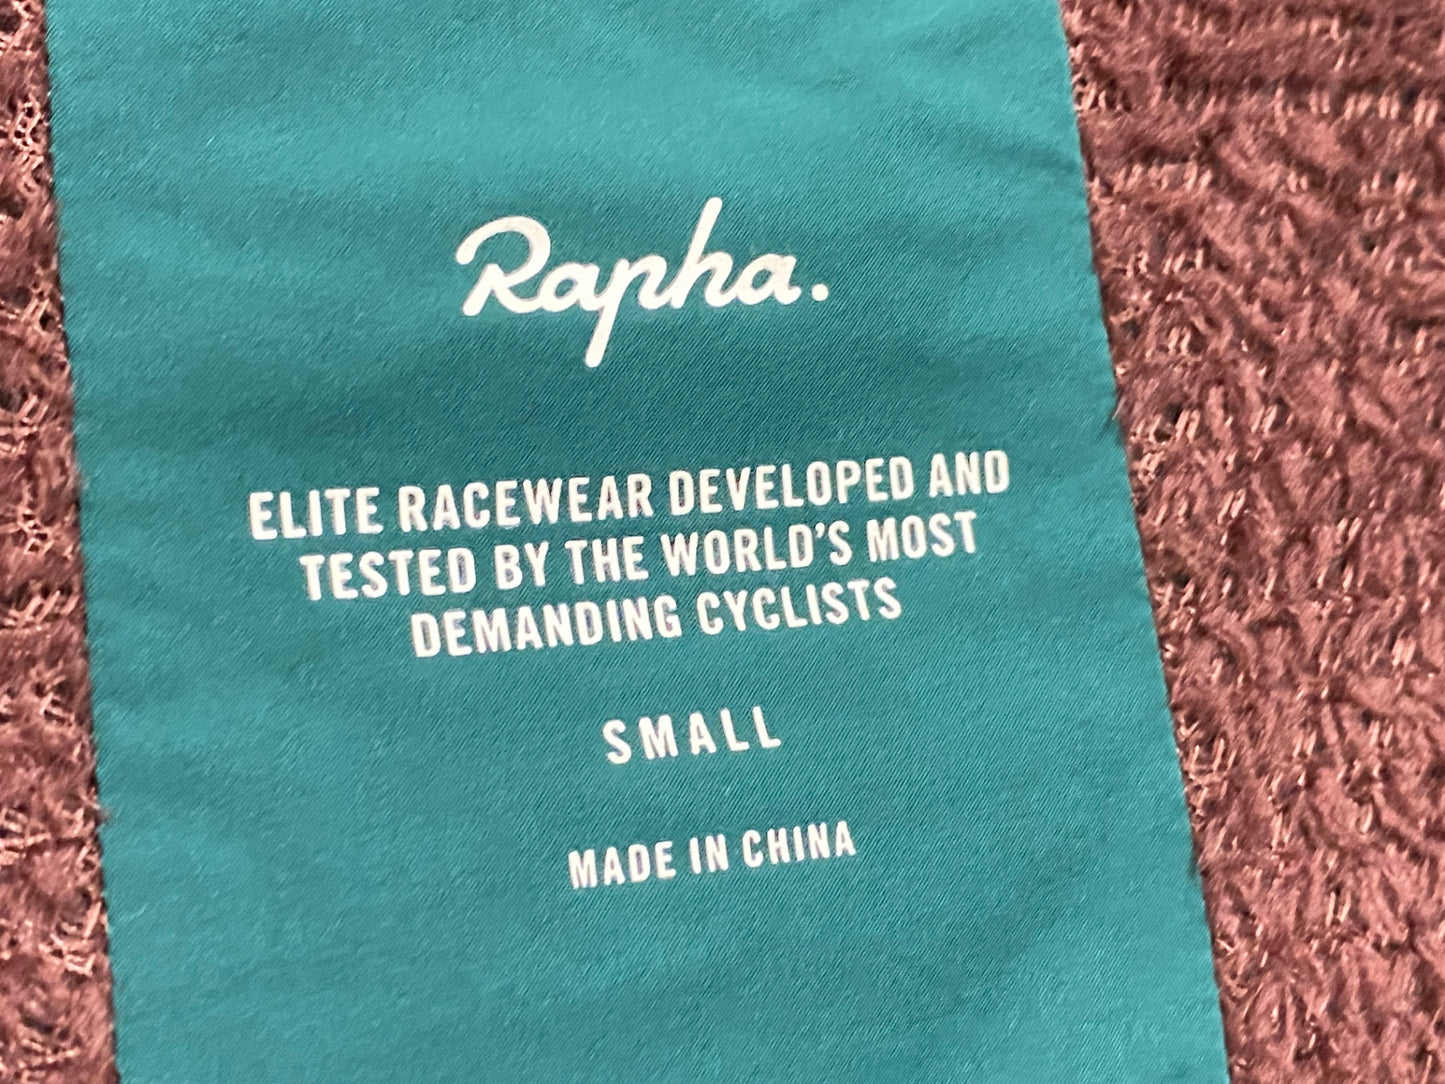 Rapha.
ELITE RACEWEAR DEVELOPED AND
TESTED BY THE WORLD'S MOST
DEMANDING CYCLISTS
SMALL
MADE IN CHINA